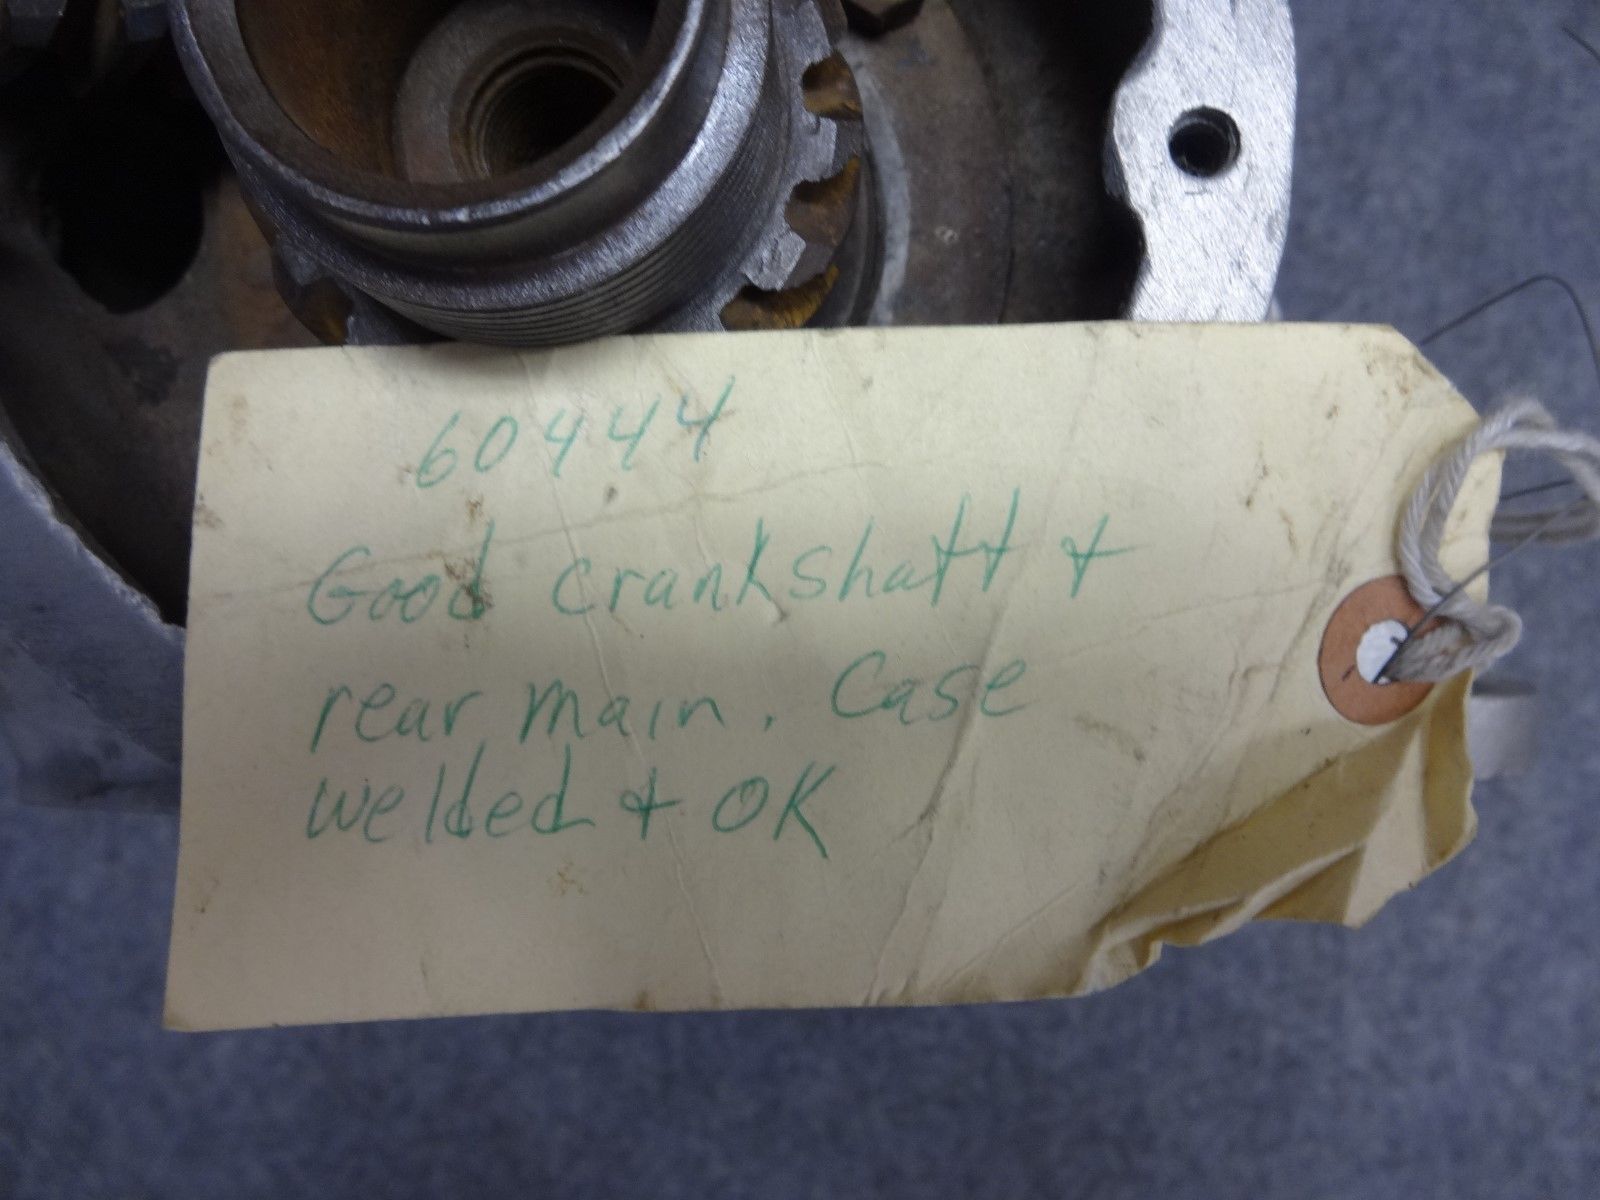 60444
Good crankshaft &
rear main. Case
welded & OK